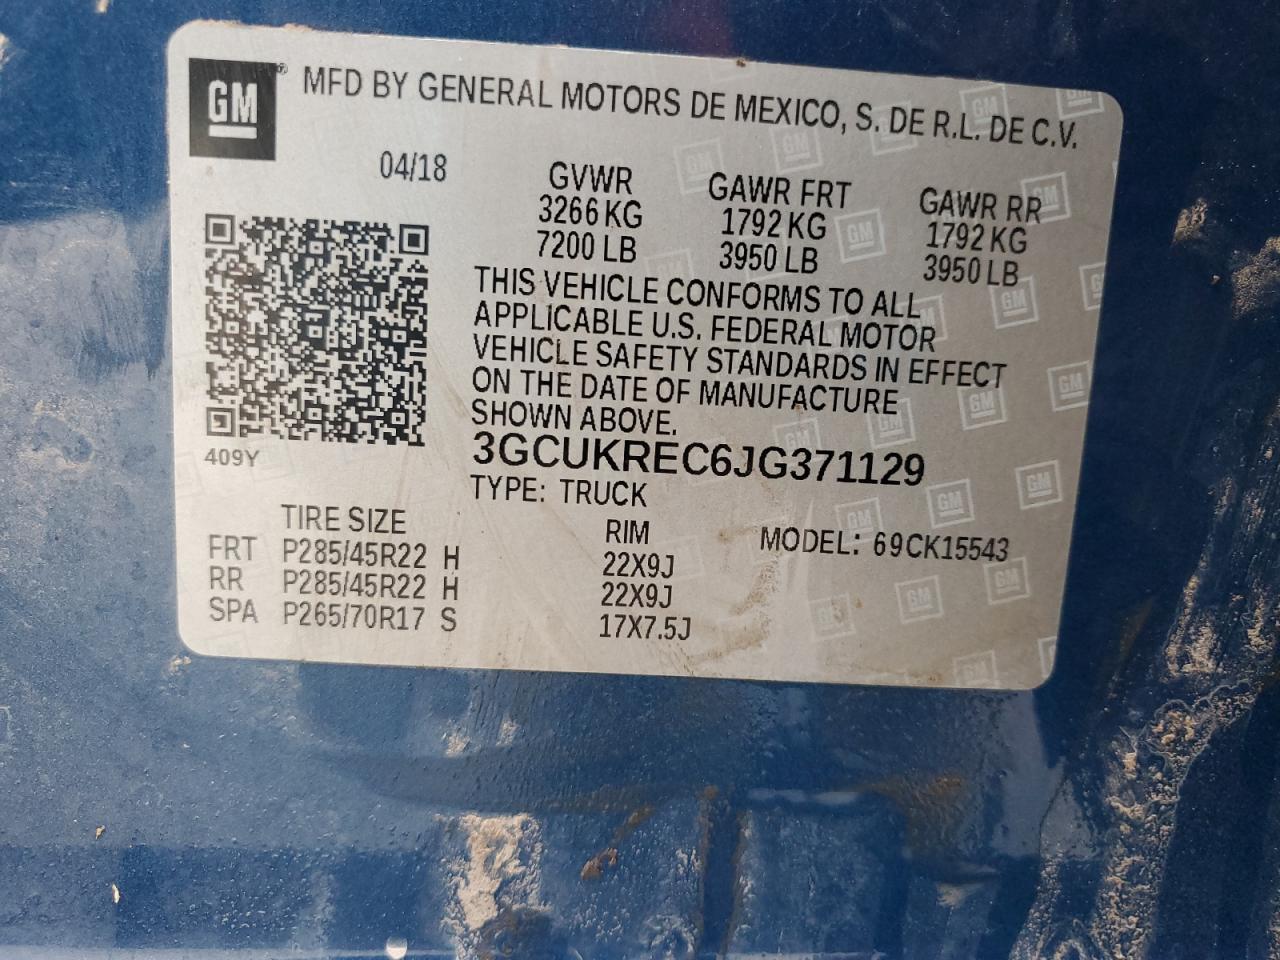 GM
MFD BY GENERAL MOTORS DE MEXICO, S. DE R.L. DE C.V.
04/18
GVWR GAWR FRT GAWR RR
3266 KG 1792 KG 1792 KG
7200 LB 3950 LB 3950 LB
THIS VEHICLE CONFORMS TO ALL
APPLICABLE U.S. FEDERAL MOTOR
VEHICLE SAFETY STANDARDS IN EFFECT
ON THE DATE OF MANUFACTURE
SHOWN ABOVE.
409Y
3GCUKREC6JG371129
TYPE: TRUCK
TIRE SIZE RIM MODEL: 69CK15543
FRT P285/45R22 H 22X9J
RR P285/45R22 H 22X9J
SPA P265/70R17 S 17X7.5J